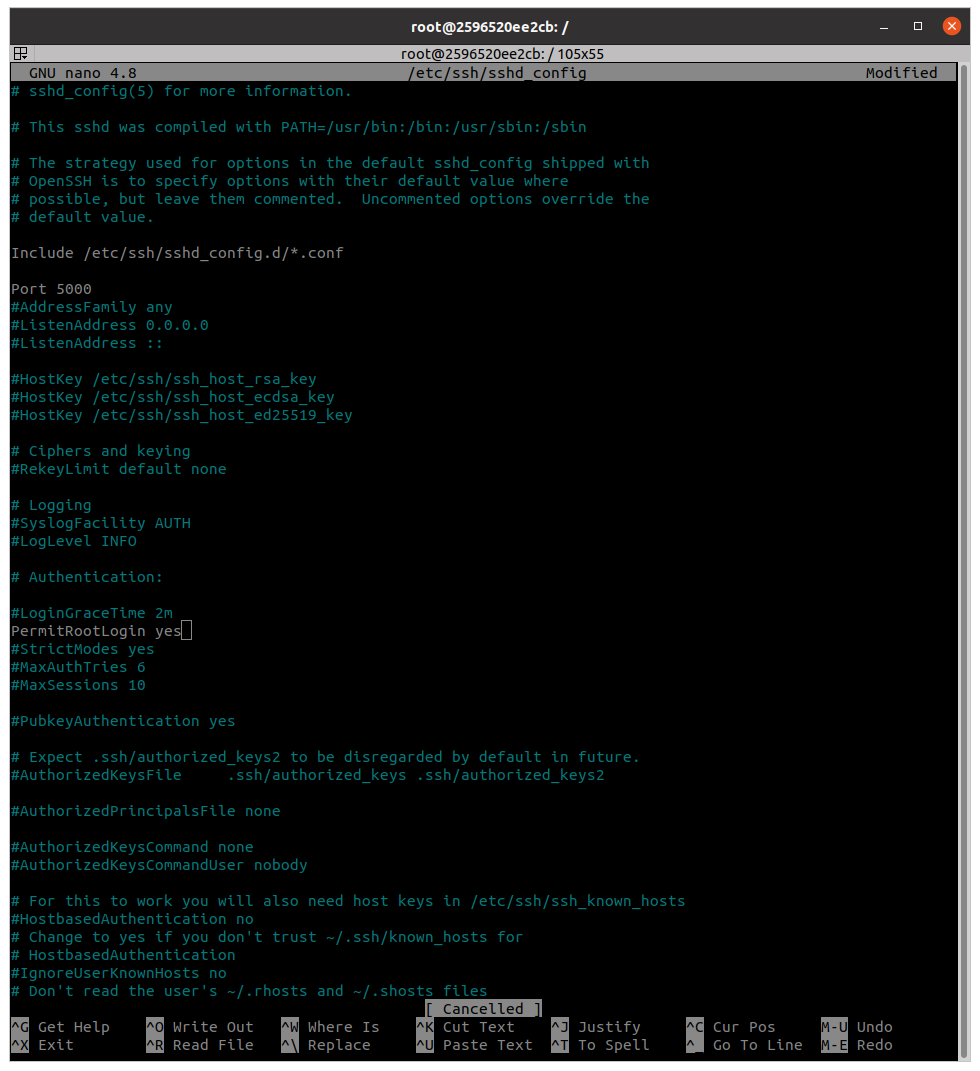 root@2596520ee2cb: /
root@2596520ee2cb: / 105x55
GNU nano 4.8 /etc/ssh/sshd_config Modified
# sshd_config(5) for more information.
# This sshd was compiled with PATH=/usr/bin:/bin:/usr/sbin:/sbin
# The strategy used for options in the default sshd_config shipped with
# OpenSSH is to specify options with their default value where
# possible, but leave them commented.  Uncommented options override the
# default value.
Include /etc/ssh/sshd_config.d/*.conf
Port 5000
#AddressFamily any
#ListenAddress 0.0.0.0
#ListenAddress ::
#HostKey /etc/ssh/ssh_host_rsa_key
#HostKey /etc/ssh/ssh_host_ecdsa_key
#HostKey /etc/ssh/ssh_host_ed25519_key
# Ciphers and keying
#RekeyLimit default none
# Logging
#SyslogFacility AUTH
#LogLevel INFO
# Authentication:
#LoginGraceTime 2m
PermitRootLogin yes
#StrictModes yes
#MaxAuthTries 6
#MaxSessions 10
#PubkeyAuthentication yes
# Expect .ssh/authorized_keys2 to be disregarded by default in future.
#AuthorizedKeysFile     .ssh/authorized_keys .ssh/authorized_keys2
#AuthorizedPrincipalsFile none
#AuthorizedKeysCommand none
#AuthorizedKeysCommandUser nobody
# For this to work you will also need host keys in /etc/ssh/ssh_known_hosts
#HostbasedAuthentication no
# Change to yes if you don't trust ~/.ssh/known_hosts for
# HostbasedAuthentication
#IgnoreUserKnownHosts no
# Don't read the user's ~/.rhosts and ~/.shosts files
[ Cancelled ]
^G Get Help ^O Write Out ^W Where Is ^K Cut Text ^J Justify ^C Cur Pos M-U Undo
^X Exit ^R Read File ^\ Replace ^U Paste Text ^T To Spell ^_ Go To Line M-E Redo